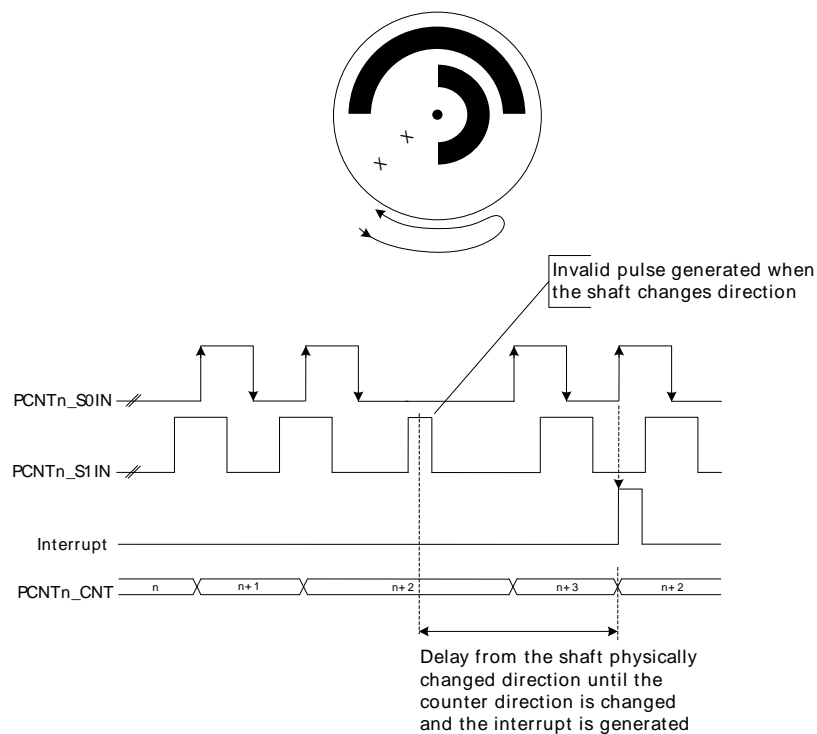 X
X
Invalid pulse generated when
the shaft changes direction
PCNTn_S0IN
PCNTn_S1IN
Interrupt
PCNTn_CNT
n
n+1
n+2
n+3
n+2
Delay from the shaft physically
changed direction until the
counter direction is changed
and the interrupt is generated